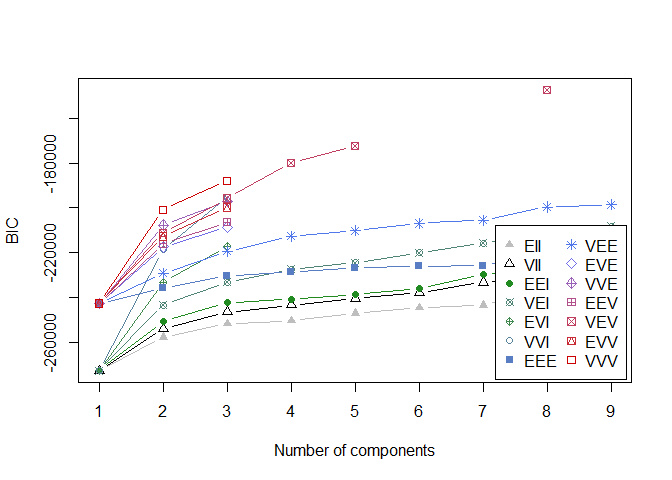 BIC
-180000
-220000
-260000
EII VEE
VII EVE
EEI VVE
VEI EEV
EVI VEV
VVI EVV
EEE VVV
1 2 3 4 5 6 7 8 9
Number of components